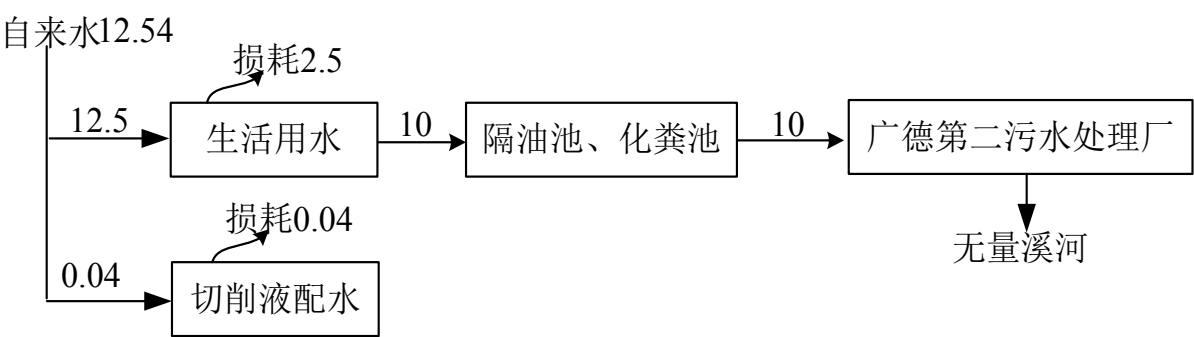 自来水12.54
损耗2.5
12.5
生活用水
10
隔油池、化粪池
10
广德第二污水处理厂
损耗0.04
无量溪河
0.04
切削液配水